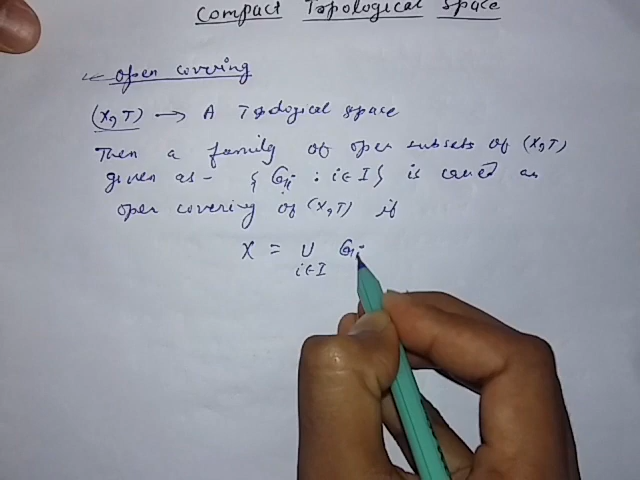 Compact Topological Space
open covering
(X, T) → A Topological space
Then a family of open subsets of (X, T)
given as - { Gi : i ∈ I } is called an
open covering of (X, T) if
X = ∪ Gi
i ∈ I